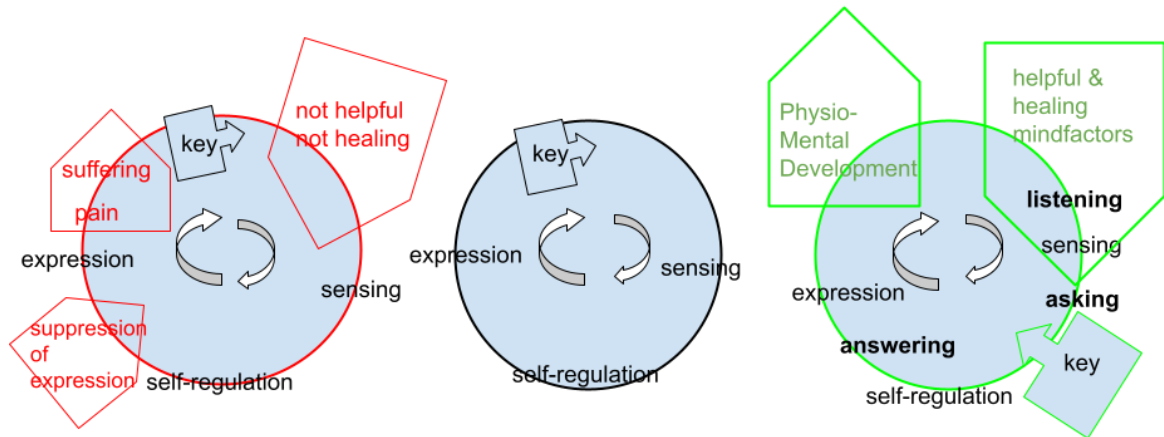 key
not helpful
not healing
suffering
pain
expression
sensing
suppression
of
expression
self-regulation
key
expression
sensing
self-regulation
Physio-
Mental
Development
helpful &
healing
mindfactors
listening
sensing
expression
asking
answering
key
self-regulation